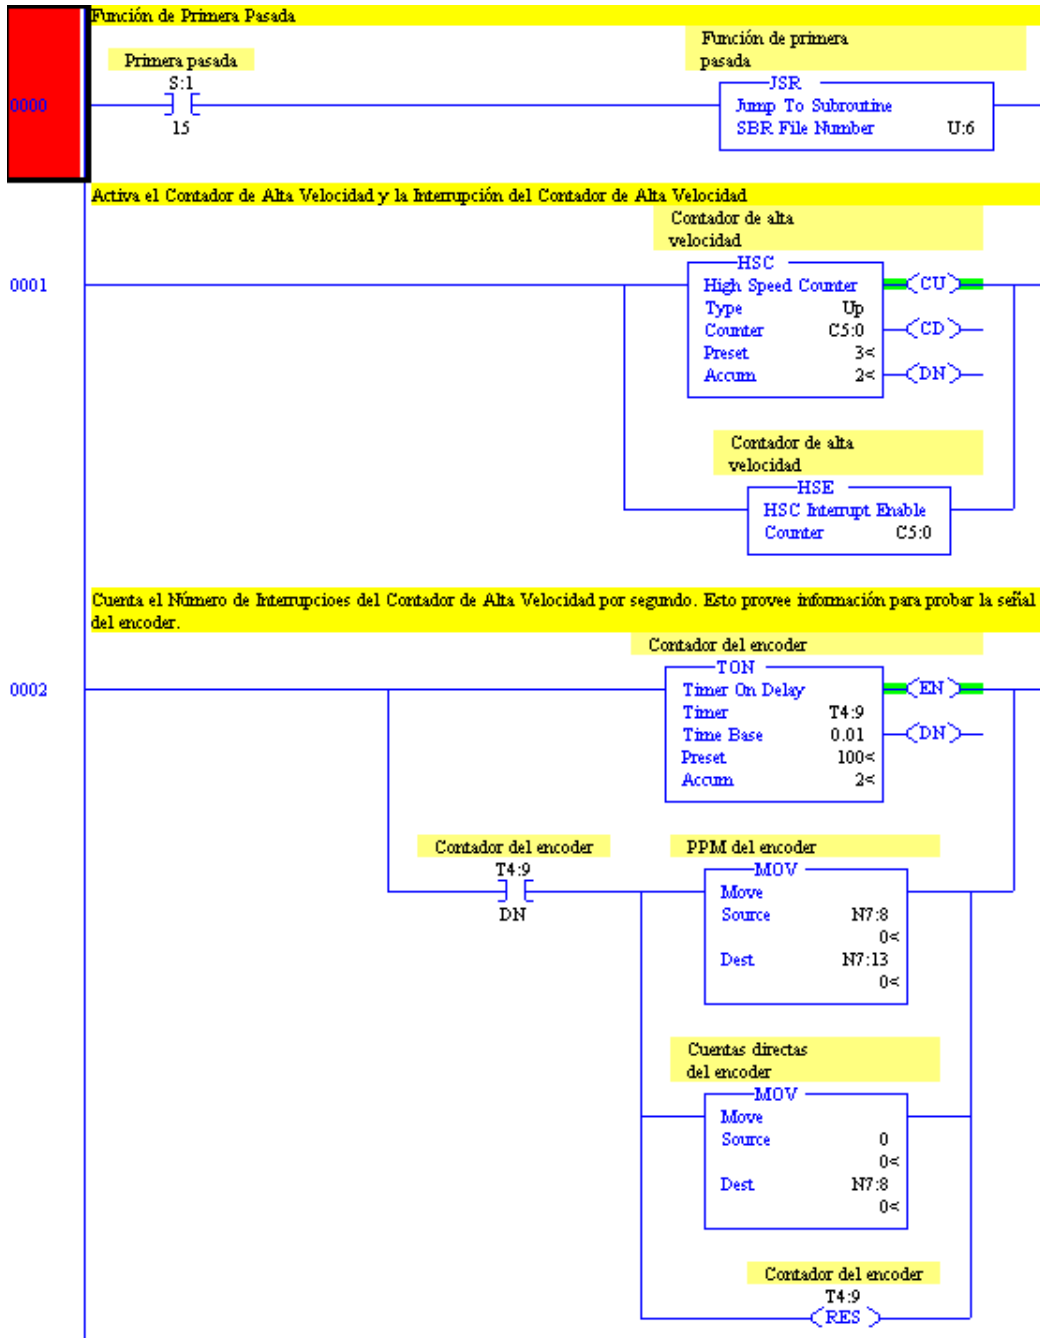 Función de Primera Pasada
Función de primera
pasada
Primera pasada
S:1
15
0000
JSR
Jump To Subroutine
SBR File Number U:6
Activa el Contador de Alta Velocidad y la Interrupción del Contador de Alta Velocidad
Contador de alta
velocidad
0001
HSC
High Speed Counter
Type Up
Counter C5:0
Preset 3<
Accum 2<
CU
CD
DN
Contador de alta
velocidad
HSE
HSC Interrupt Enable
Counter C5:0
Cuenta el Número de Interrupcioes del Contador de Alta Velocidad por segundo. Esto provee información para probar la señal
del encoder.
Contador del encoder
0002
TON
Timer On Delay
Timer T4:9
Time Base 0.01
Preset 100<
Accum 2<
EN
DN
Contador del encoder
T4:9
DN
PPM del encoder
MOV
Move
Source N7:8
0<
Dest N7:13
0<
Cuentas directas
del encoder
MOV
Move
Source 0
0<
Dest N7:8
0<
Contador del encoder
T4:9
RES